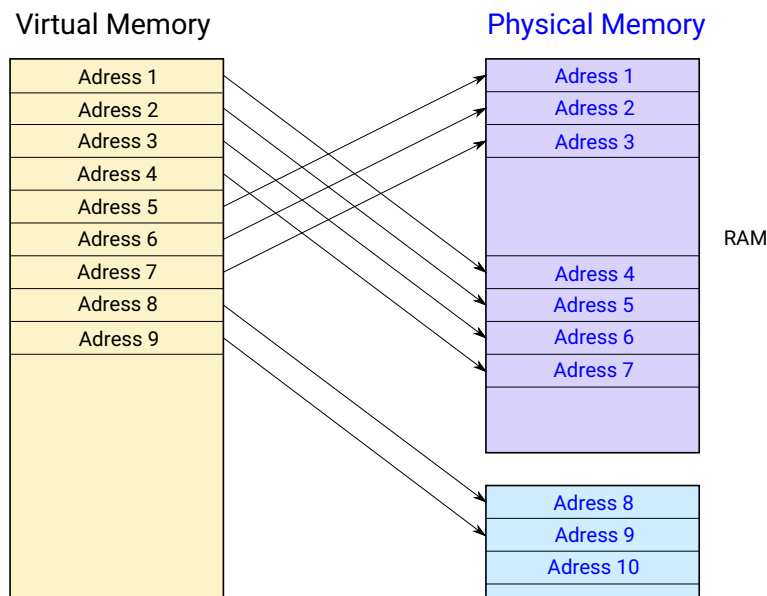 Virtual Memory
Adress 1
Adress 2
Adress 3
Adress 4
Adress 5
Adress 6
Adress 7
Adress 8
Adress 9
Physical Memory
Adress 1
Adress 2
Adress 3
Adress 4
Adress 5
Adress 6
Adress 7
RAM
Adress 8
Adress 9
Adress 10